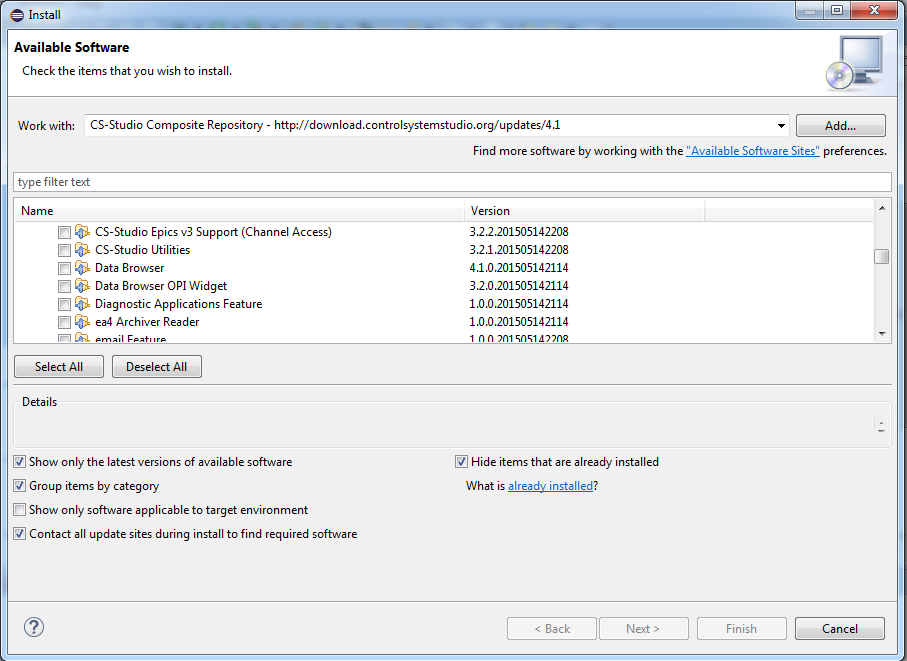 Install
Available Software
Check the items that you wish to install.
Work with: CS-Studio Composite Repository - http://download.controlsystemstudio.org/updates/4.1 Add...
Find more software by working with the "Available Software Sites" preferences.
type filter text
Name Version
CS-Studio Epics v3 Support (Channel Access) 3.2.2.201505142208
CS-Studio Utilities 3.2.1.201505142208
Data Browser 4.1.0.201505142114
Data Browser OPI Widget 3.2.0.201505142114
Diagnostic Applications Feature 1.0.0.201505142114
ea4 Archiver Reader 1.0.0.201505142114
email Feature 1.0.0.201505142208
Select All Deselect All
Details
Show only the latest versions of available software Hide items that are already installed
Group items by category What is already installed?
Show only software applicable to target environment
Contact all update sites during install to find required software
? < Back Next > Finish Cancel